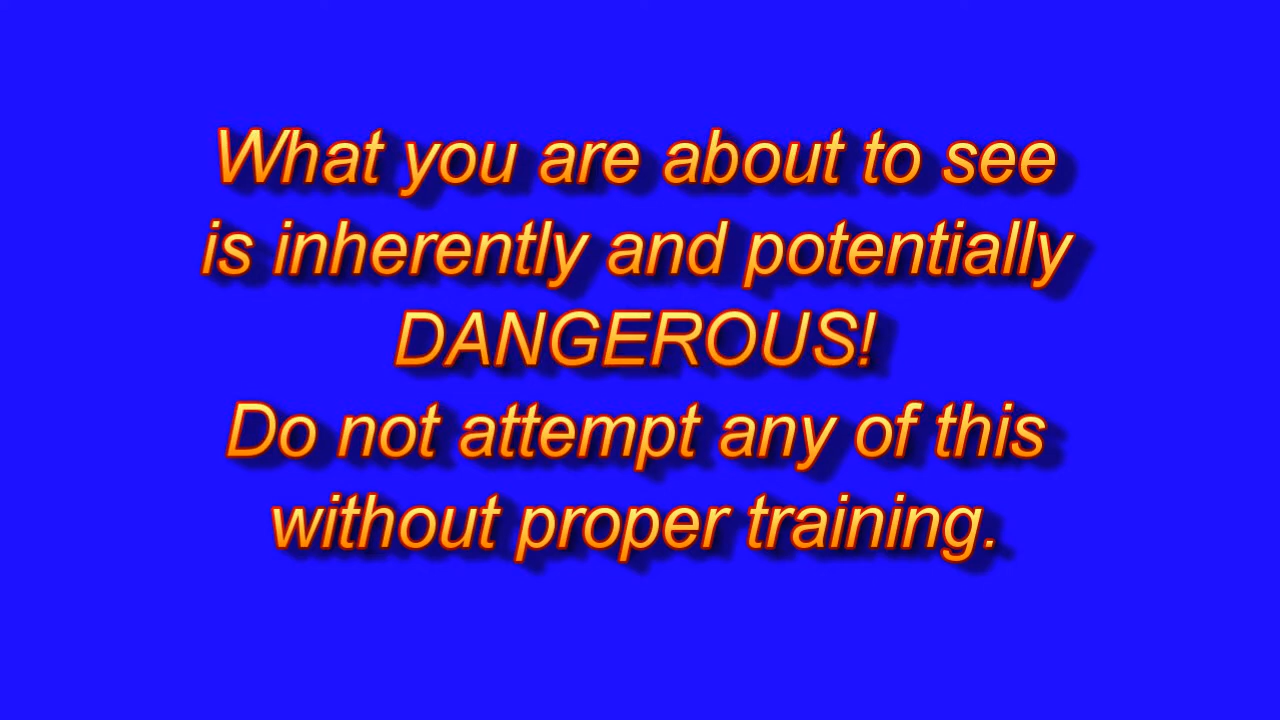 What you are about to see
is inherently and potentially
DANGEROUS!
Do not attempt any of this
without proper training.